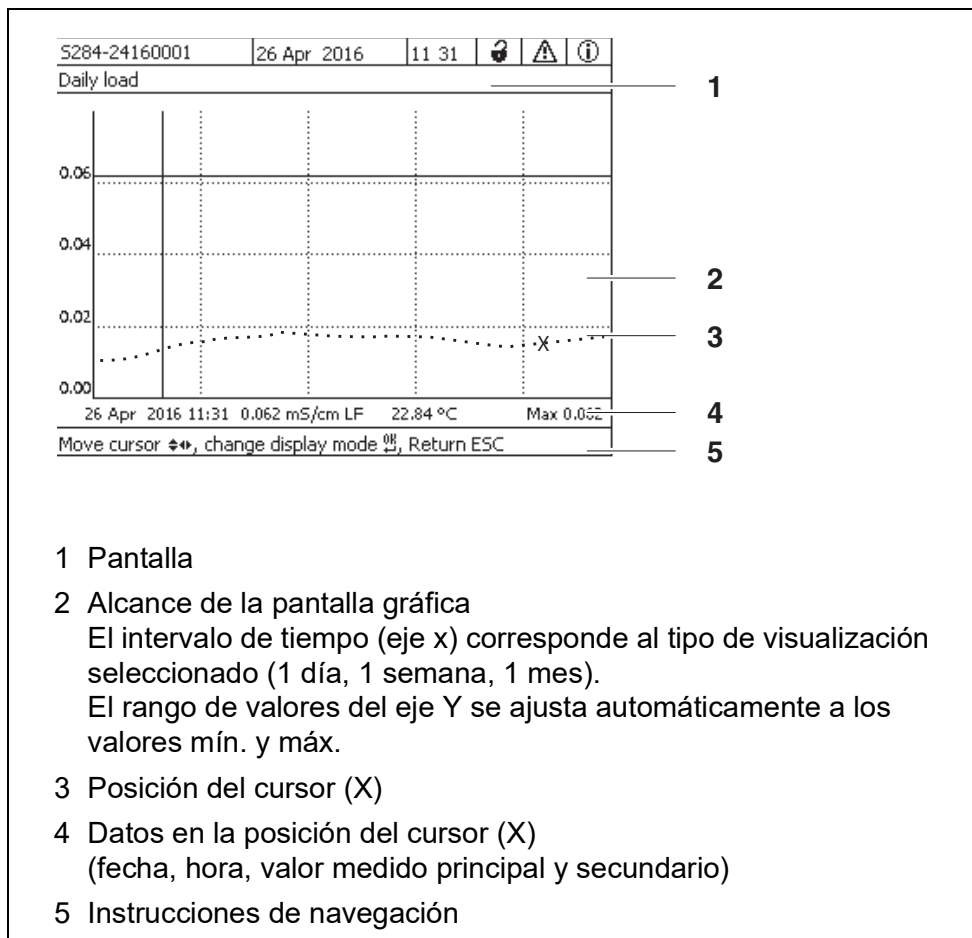 S284-24160001 26 Apr 2016 11 31
Daily load
1
0.06
0.04
2
0.02
3
X
0.00
26 Apr 2016 11:31 0.062 mS/cm LF 22.84 ºC Max 0.062
4
Move cursor, change display mode, Return ESC
5
1 Pantalla
2 Alcance de la pantalla gráfica
El intervalo de tiempo (eje x) corresponde al tipo de visualización
seleccionado (1 día, 1 semana, 1 mes).
El rango de valores del eje Y se ajusta automáticamente a los
valores mín. y máx.
3 Posición del cursor (X)
4 Datos en la posición del cursor (X)
(fecha, hora, valor medido principal y secundario)
5 Instrucciones de navegación